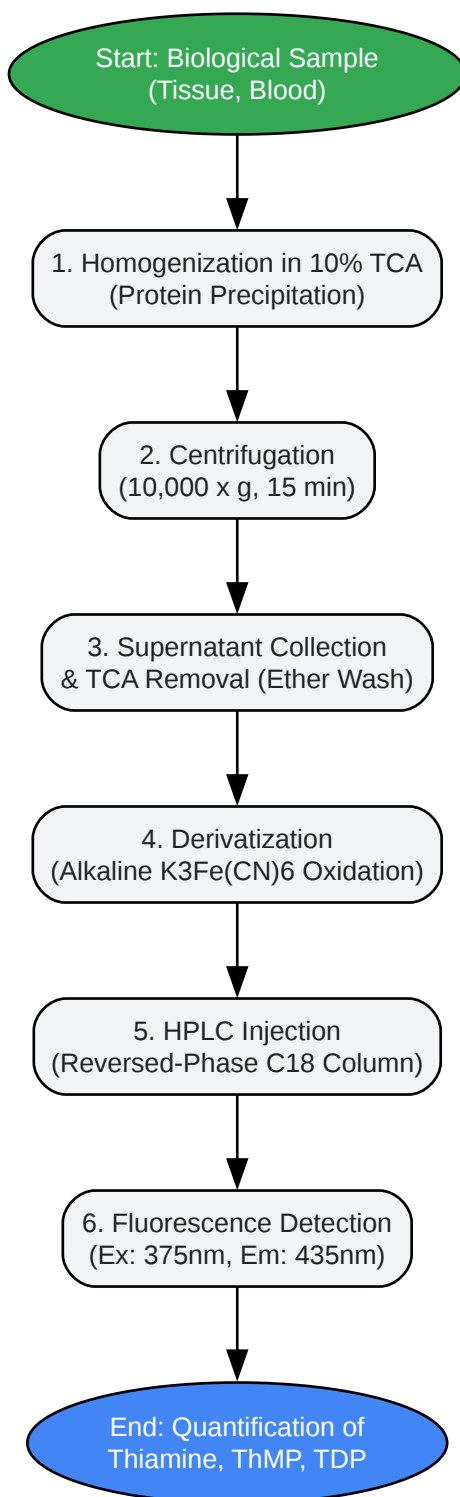 Start: Biological Sample
(Tissue, Blood)
1. Homogenization in 10% TCA
(Protein Precipitation)
2. Centrifugation
(10,000 x g, 15 min)
3. Supernatant Collection
& TCA Removal (Ether Wash)
4. Derivatization
(Alkaline K3Fe(CN)6 Oxidation)
5. HPLC Injection
(Reversed-Phase C18 Column)
6. Fluorescence Detection
(Ex: 375nm, Em: 435nm)
End: Quantification of
Thiamine, ThMP, TDP